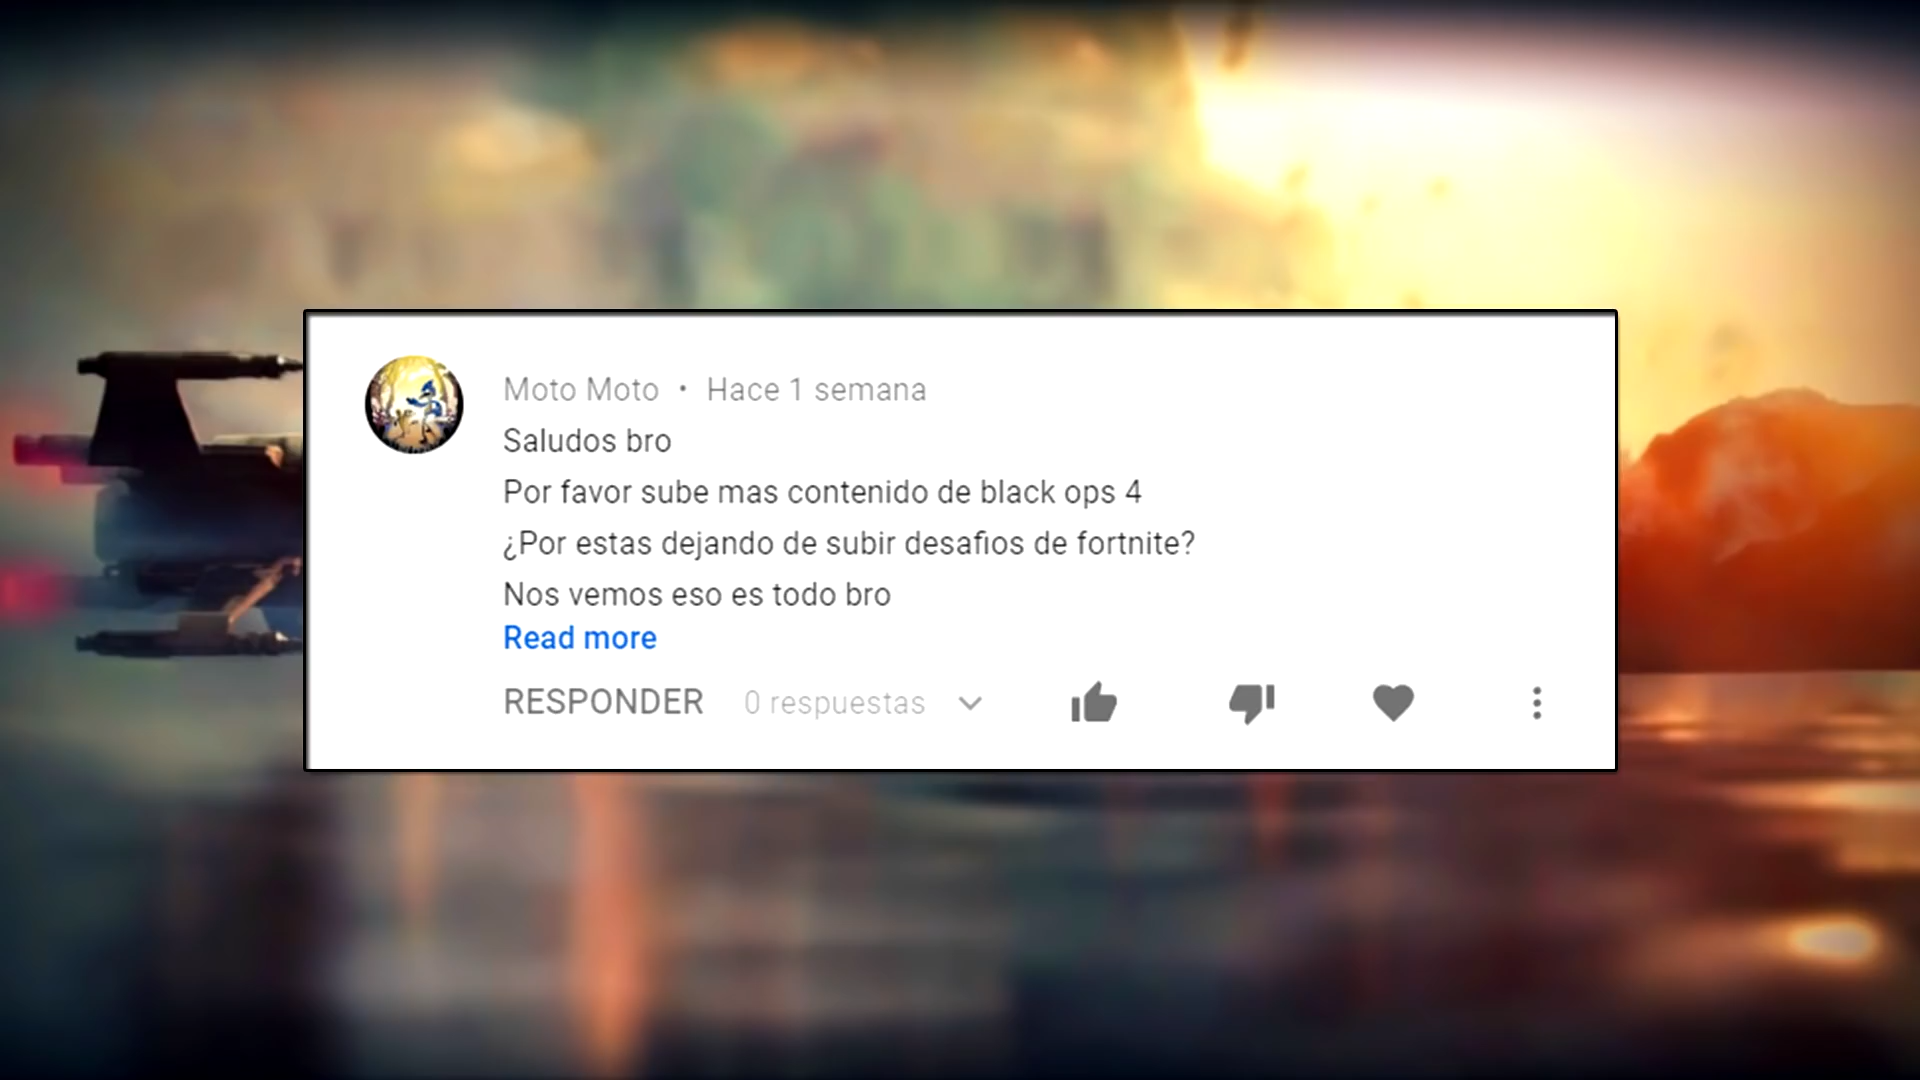 Moto Moto • Hace 1 semana
Saludos bro
Por favor sube mas contenido de black ops 4
¿Por estas dejando de subir desafios de fortnite?
Nos vemos eso es todo bro
Read more
RESPONDER 0 respuestas